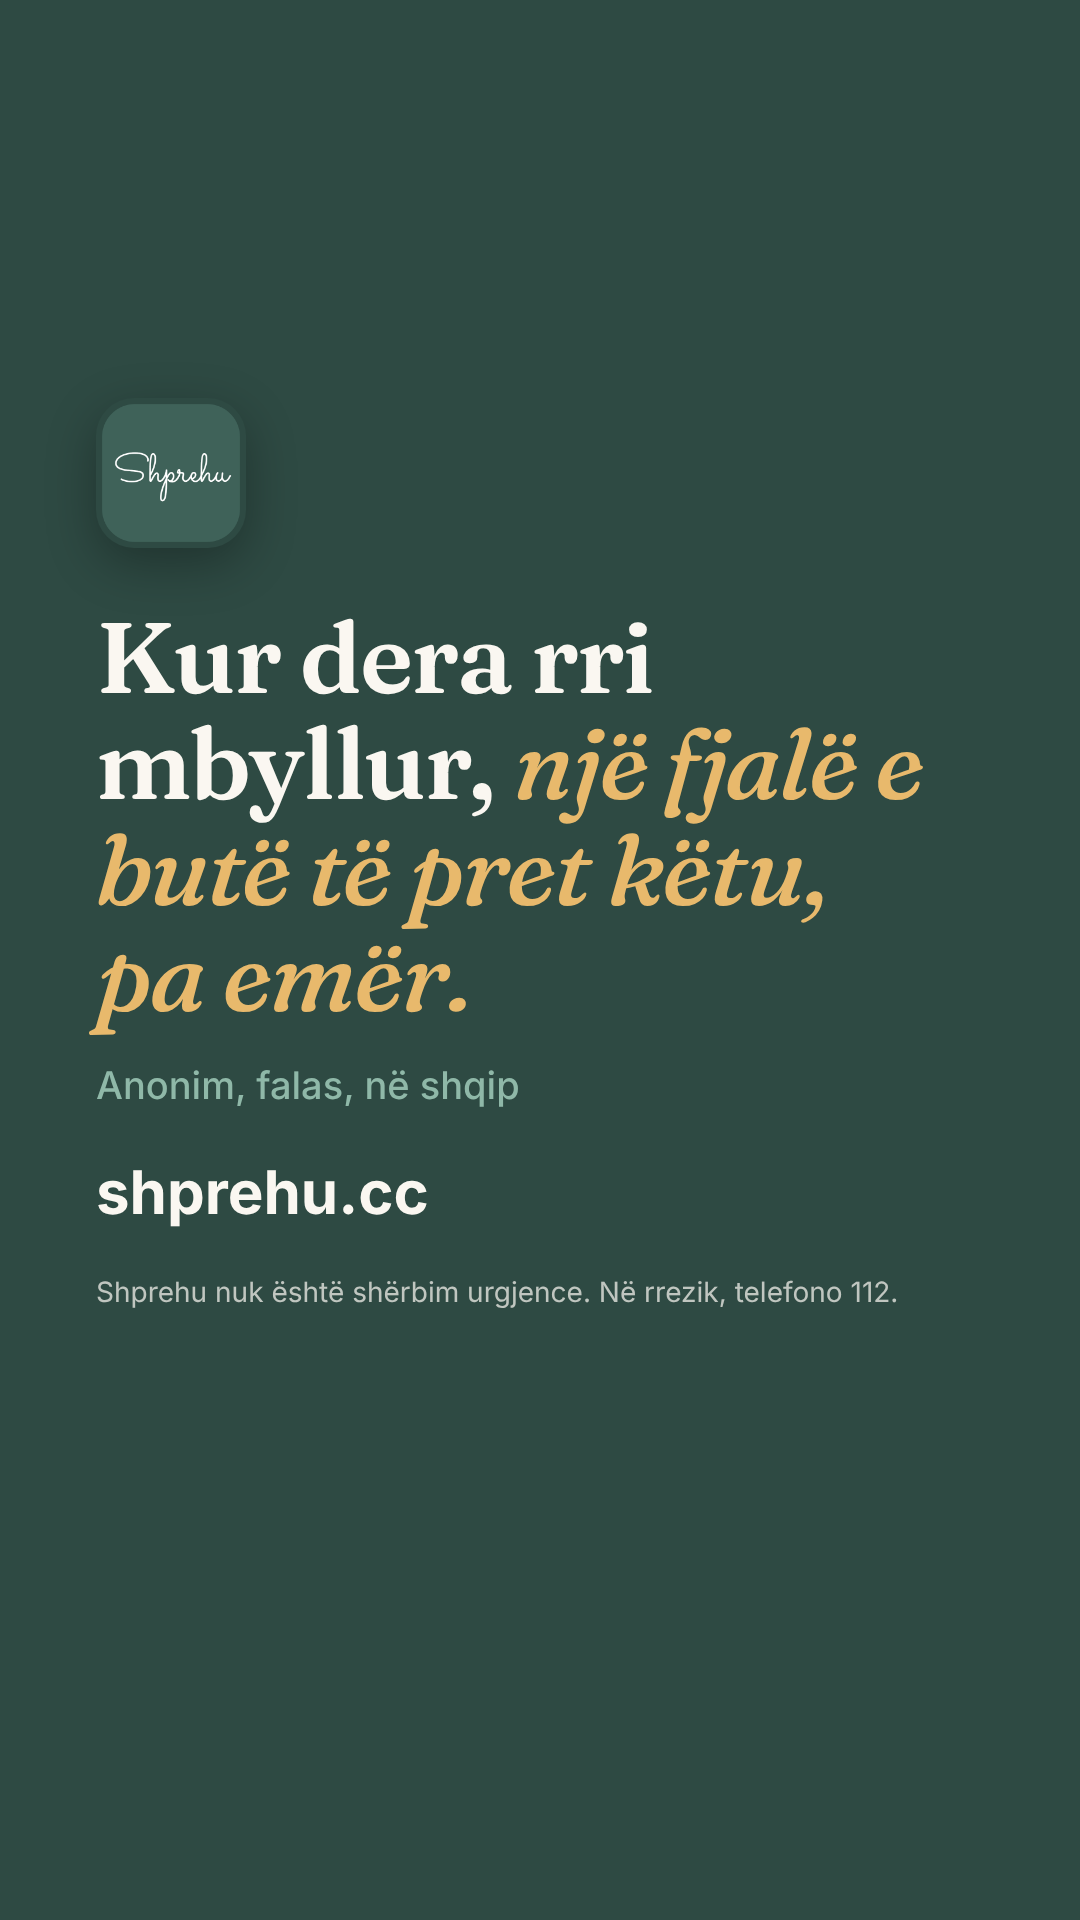 Shprehu
Kur dera rri
mbyllur, një fjalë e
butë të pret këtu,
pa emër.
Anonim, falas, në shqip
shprehu.cc
Shprehu nuk është shërbim urgjence. Në rrezik, telefono 112.